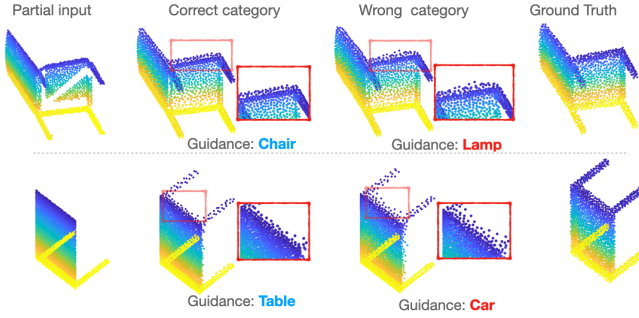 Partial input Correct category Wrong category Ground Truth
Guidance: Chair Guidance: Lamp
Guidance: Table Guidance: Car